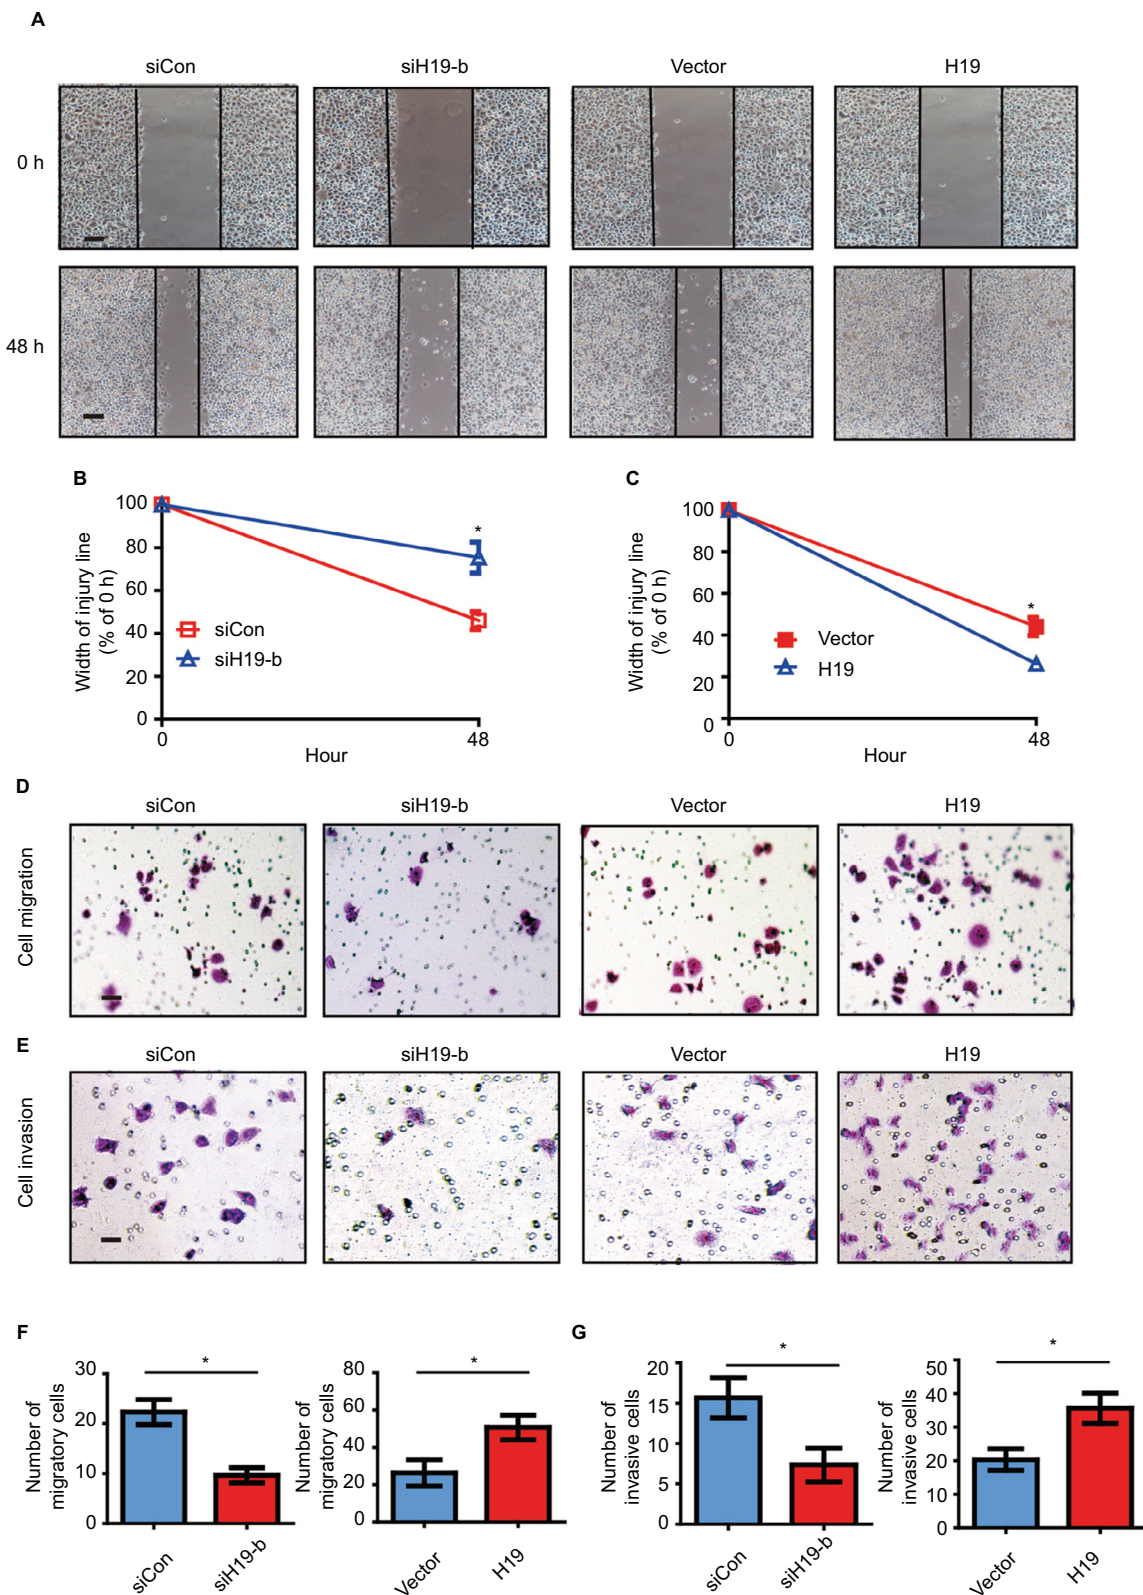 A
siCon siH19-b Vector H19
0 h
48 h
B
100
80
60
40
20
0
Width of injury line
(% of 0 h)
*
siCon
siH19-b
0 48
Hour
C
100
80
60
40
20
0
Width of injury line
(% of 0 h)
*
Vector
H19
0 48
Hour
D
siCon siH19-b Vector H19
Cell migration
E
siCon siH19-b Vector H19
Cell invasion
F
30
20
10
0
Number of
migratory cells
*
siCon siH19-b
80
60
40
20
0
Number of
migratory cells
*
Vector H19
G
20
15
10
5
0
Number of
invasive cells
*
siCon siH19-b
50
40
30
20
10
0
Number of
invasive cells
*
Vector H19